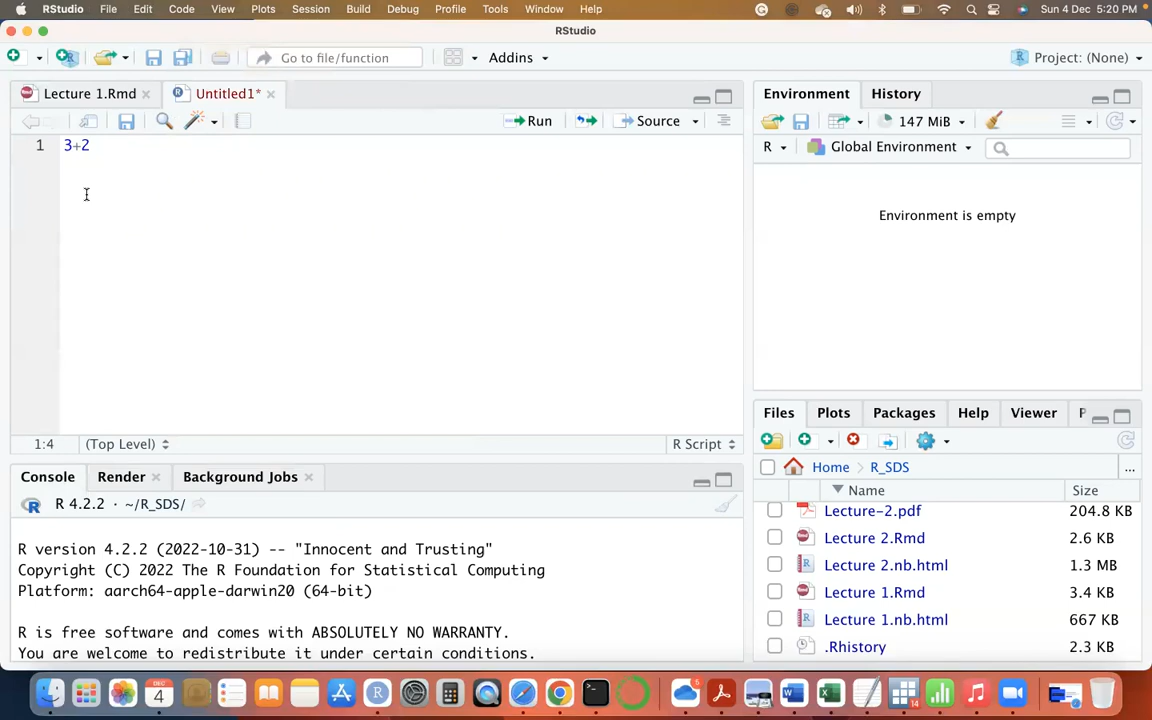 RStudio File Edit Code View Plots Session Build Debug Profile Tools Window Help Sun 4 Dec 5:20 PM
RStudio
Go to file/function Addins Project: (None)
Lecture 1.Rmd Untitled1*
Run Source
1 3+2
1:4 (Top Level) R Script
Console Render Background Jobs
R 4.2.2 · ~/R_SDS/
R version 4.2.2 (2022-10-31) -- "Innocent and Trusting"
Copyright (C) 2022 The R Foundation for Statistical Computing
Platform: aarch64-apple-darwin20 (64-bit)
R is free software and comes with ABSOLUTELY NO WARRANTY.
You are welcome to redistribute it under certain conditions.
Environment History
147 MiB
R Global Environment
Environment is empty
Files Plots Packages Help Viewer P
Home R_SDS ...
Name Size
Lecture-2.pdf 204.8 KB
Lecture 2.Rmd 2.6 KB
Lecture 2.nb.html 1.3 MB
Lecture 1.Rmd 3.4 KB
Lecture 1.nb.html 667 KB
.Rhistory 2.3 KB
DEC
4
14